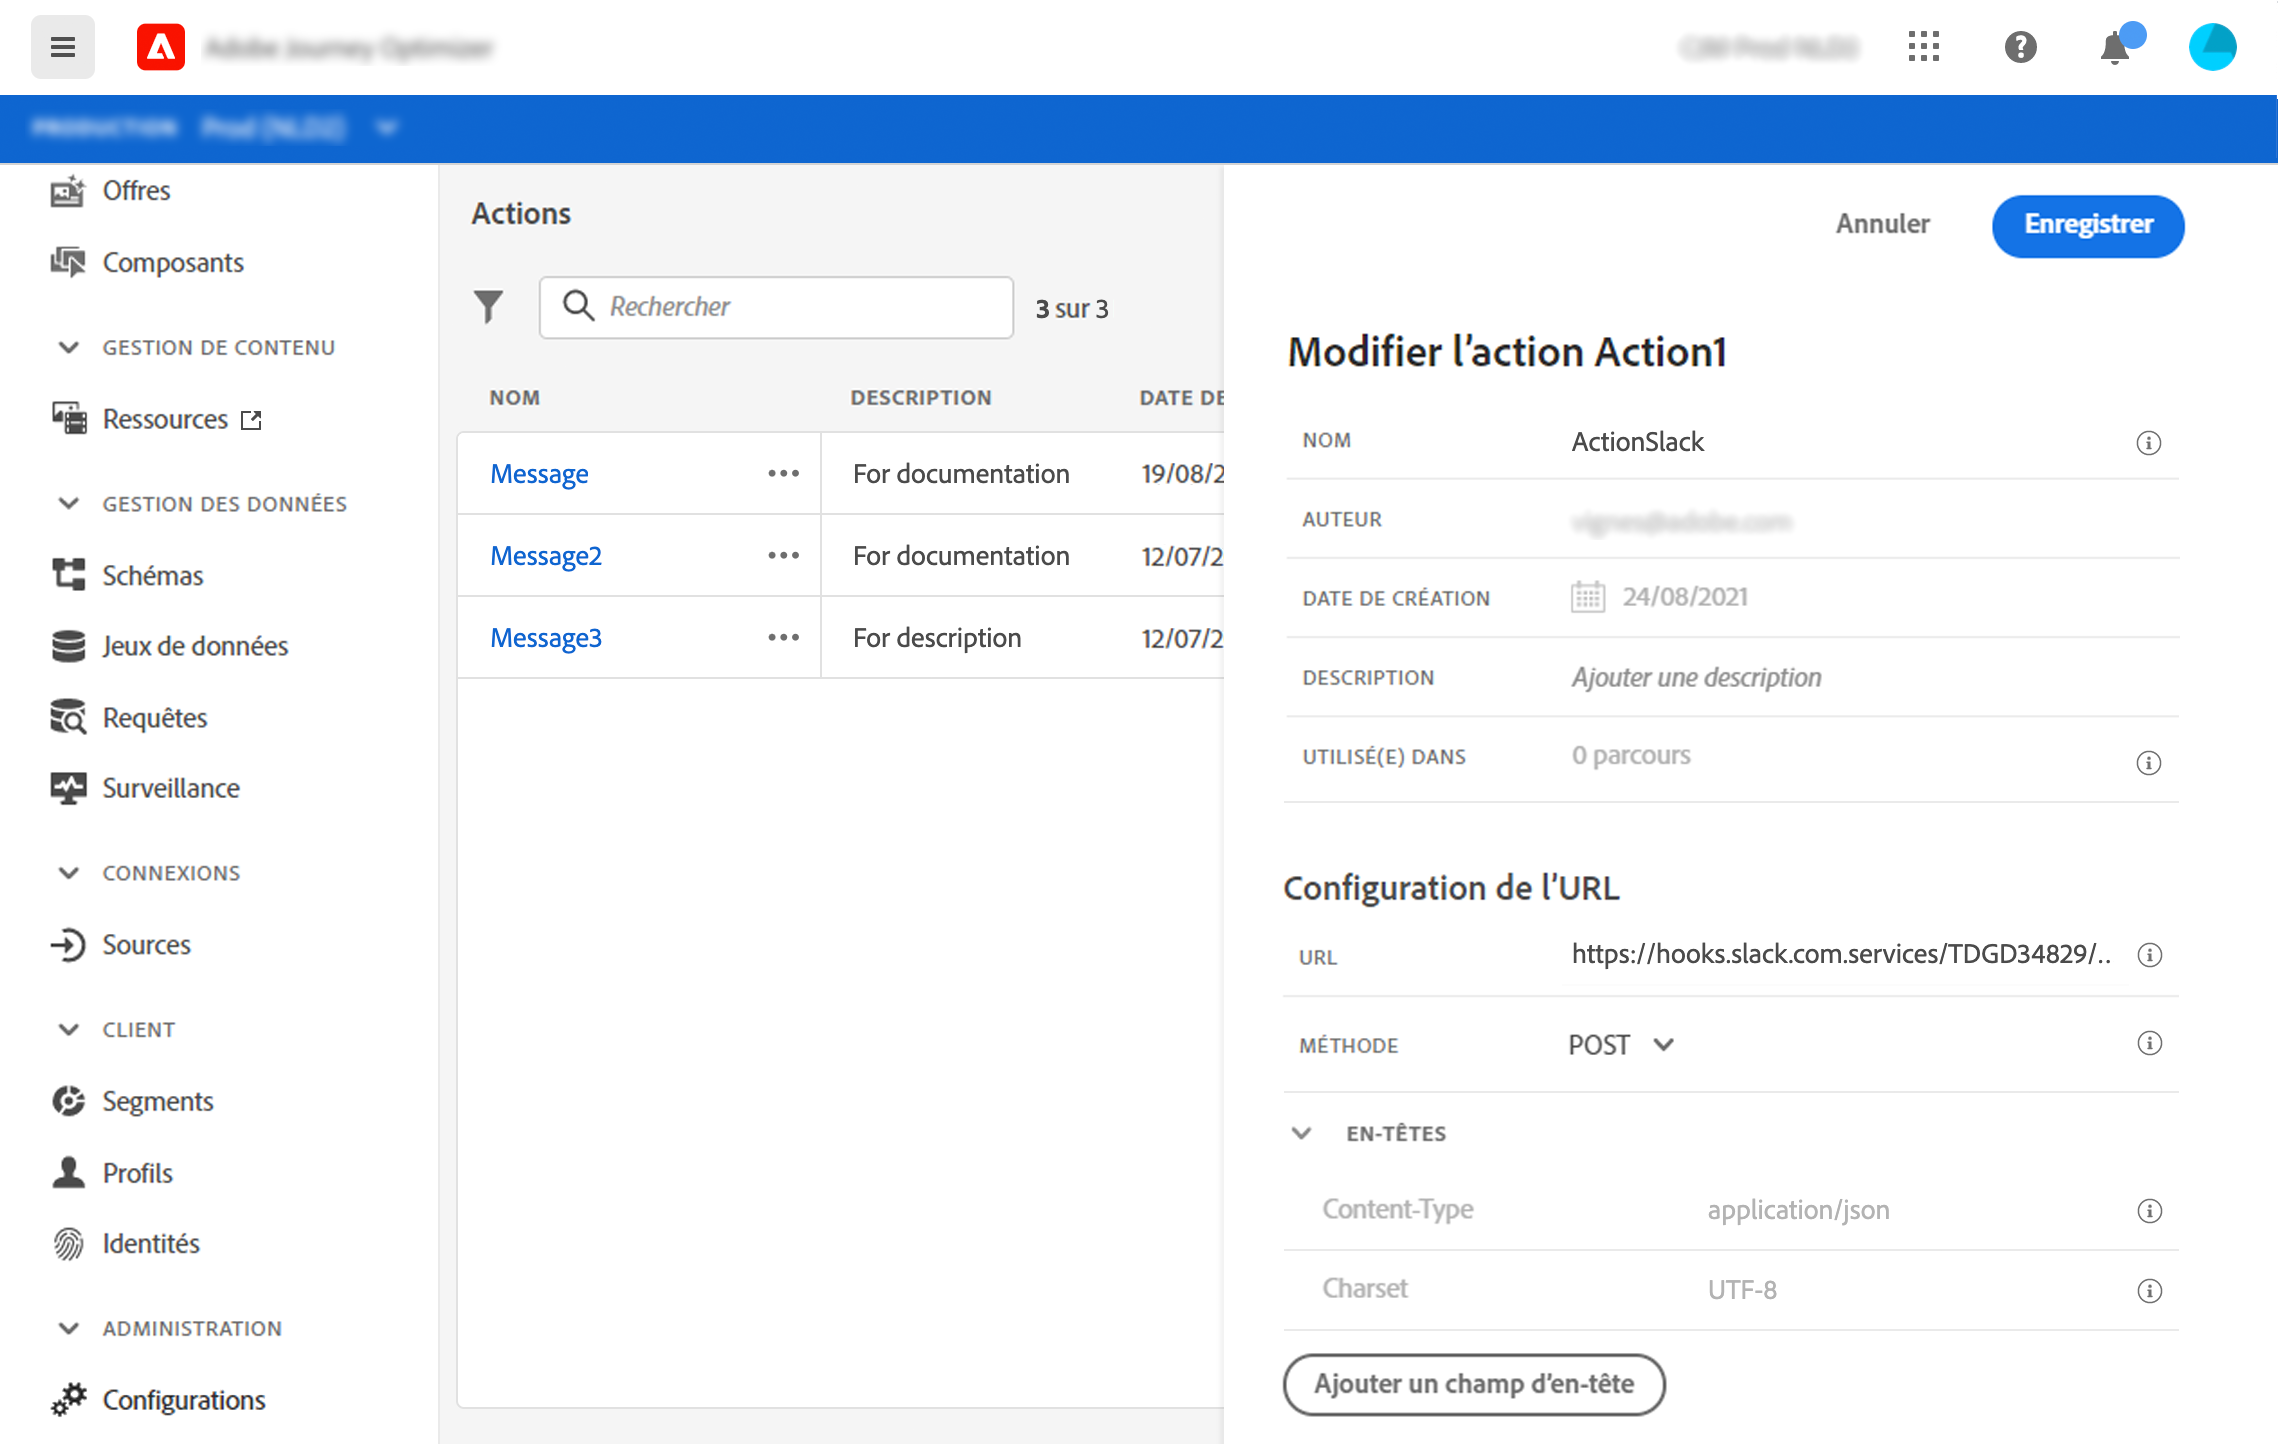 Offres
Composants
GESTION DE CONTENU
Ressources
GESTION DES DONNÉES
Schémas
Jeux de données
Requêtes
Surveillance
CONNEXIONS
Sources
CLIENT
Segments
Profils
Identités
ADMINISTRATION
Configurations
Actions
Rechercher
3 sur 3
NOM DESCRIPTION DATE DE
Message ••• For documentation 19/08/2
Message2 ••• For documentation 12/07/2
Message3 ••• For description 12/07/2
Annuler Enregistrer
Modifier l’action Action1
NOM ActionSlack
AUTEUR
DATE DE CRÉATION 24/08/2021
DESCRIPTION Ajouter une description
UTILISÉ(E) DANS 0 parcours
Configuration de l’URL
URL https://hooks.slack.com.services/TDGD34829/..
MÉTHODE POST
EN-TÊTES
Content-Type application/json
Charset UTF-8
Ajouter un champ d’en-tête